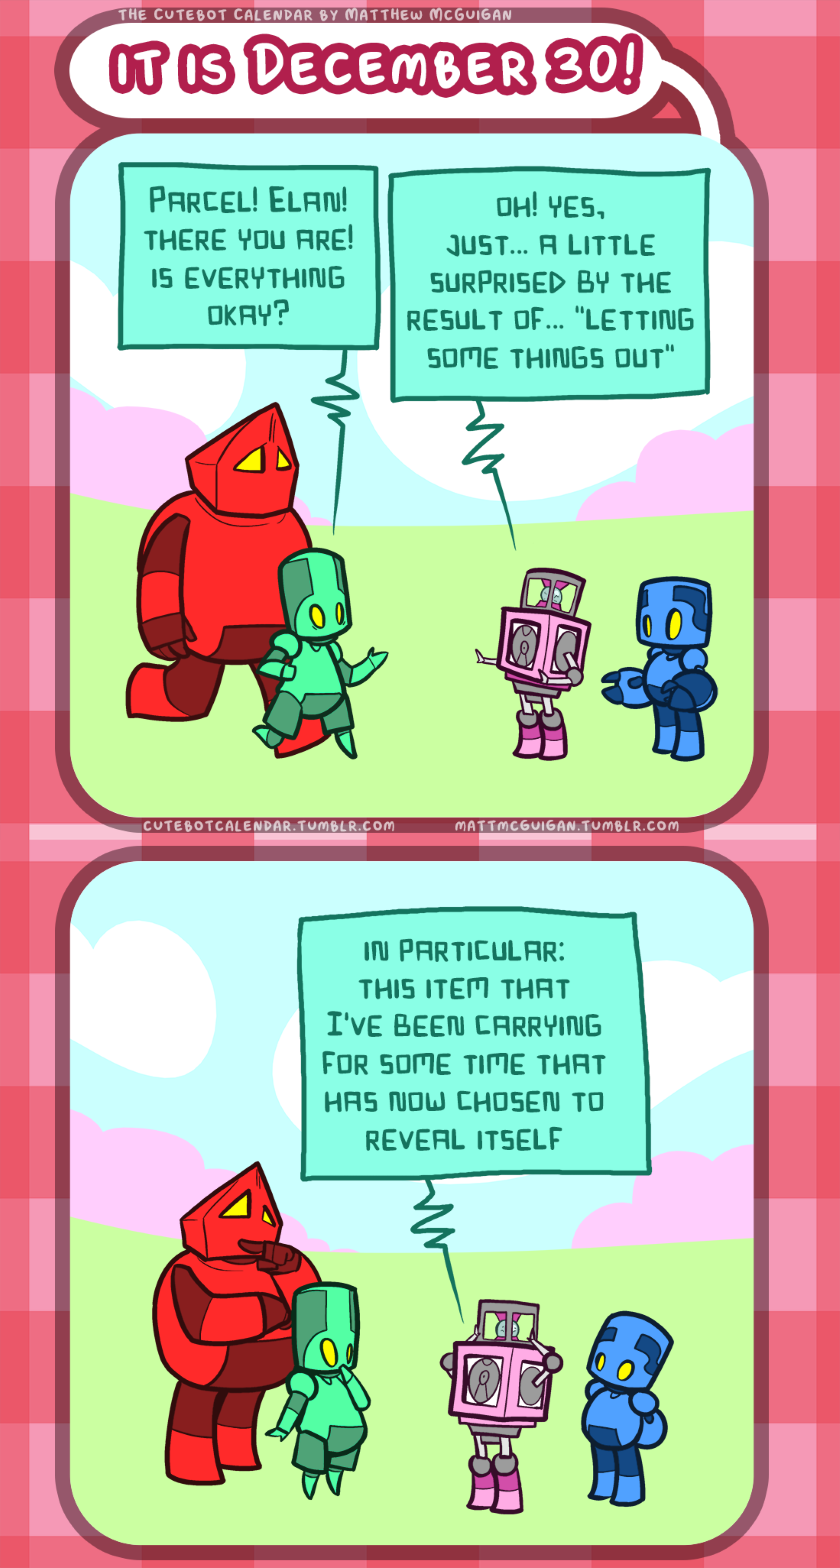 THE CUTEBOT CALENDAR BY MATTHEW MCGUIGAN
IT IS DECEMBER 30!
PARCEL! ELAN!
THERE YOU ARE!
IS EVERYTHING
OKAY?
OH! YES,
JUST... A LITTLE
SURPRISED BY THE
RESULT OF... "LETTING
SOME THINGS OUT"
CUTEBOTCALENDAR.TUMBLR.COM
MATTMCGUIGAN.TUMBLR.COM
IN PARTICULAR:
THIS ITEM THAT
I'VE BEEN CARRYING
FOR SOME TIME THAT
HAS NOW CHOSEN TO
REVEAL ITSELF